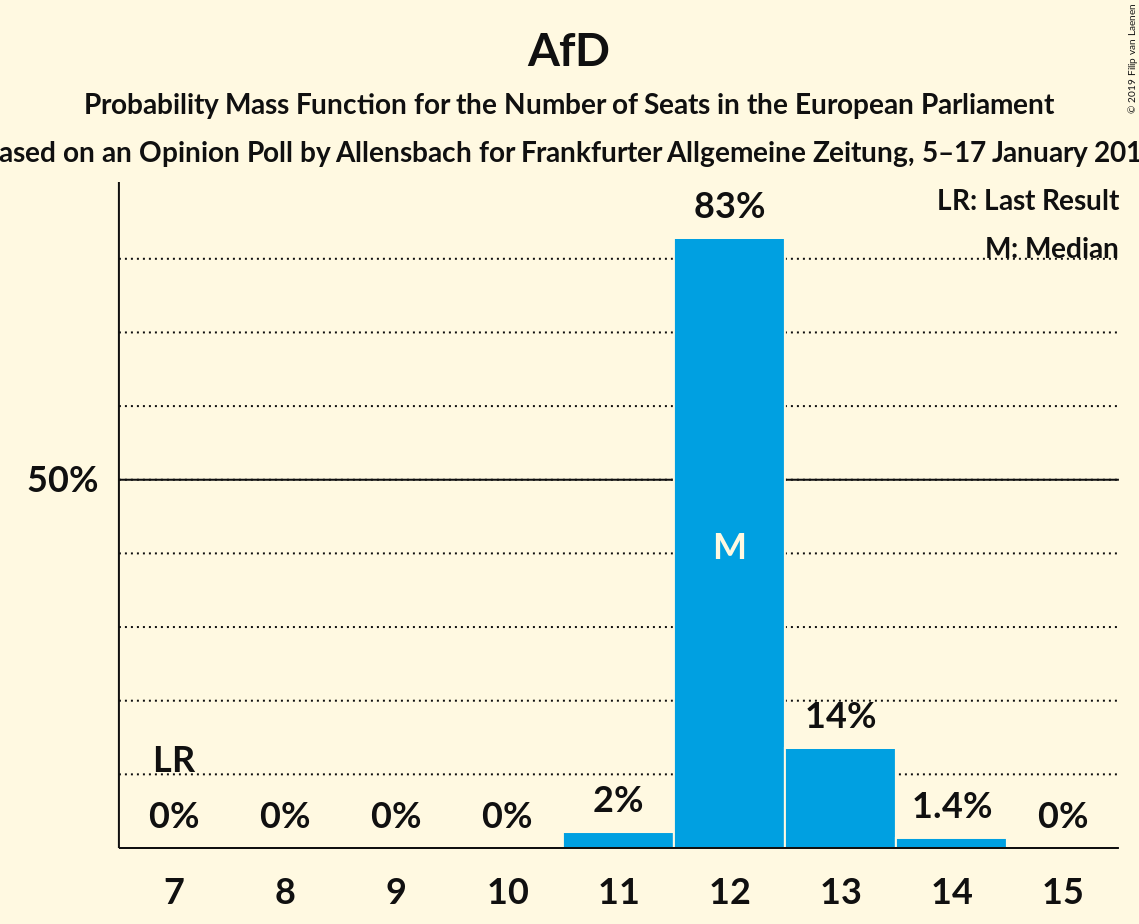 AfD
Probability Mass Function for the Number of Seats in the European Parliament
ased on an Opinion Poll by Allensbach for Frankfurter Allgemeine Zeitung, 5–17 January 201
© 2019 Filip van Laenen
LR: Last Result
M: Median
83%
50%
M
14%
LR
0%
0%
0%
0%
2%
1.4%
0%
7
8
9
10
11
12
13
14
15